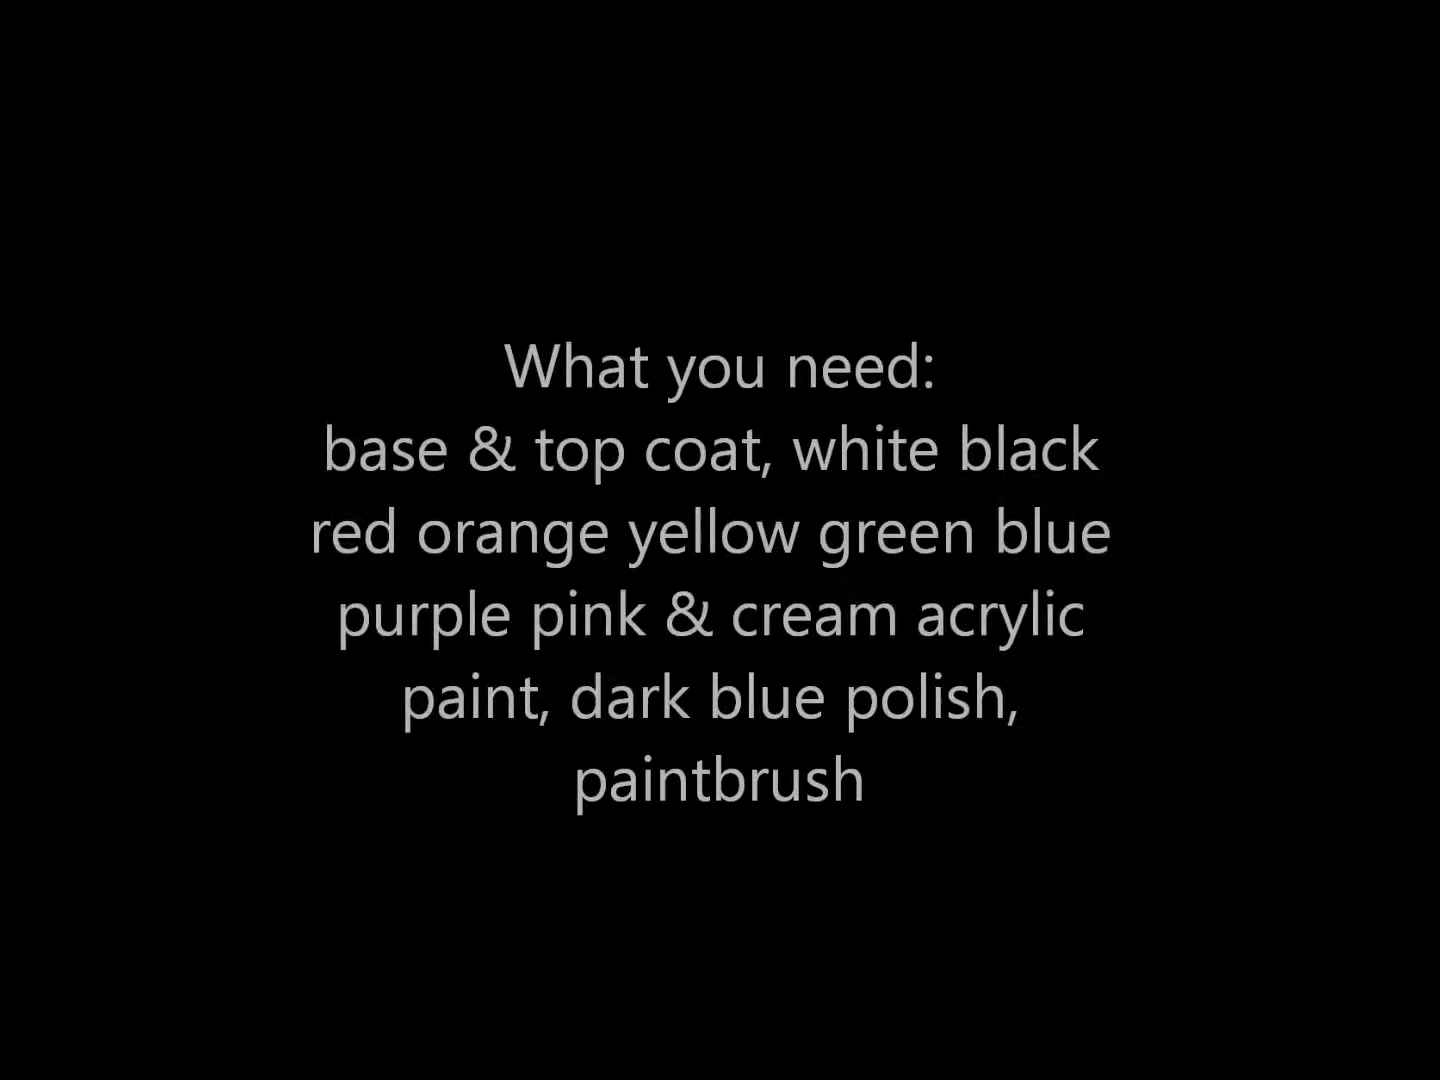 What you need:
base & top coat, white black
red orange yellow green blue
purple pink & cream acrylic
paint, dark blue polish,
paintbrush